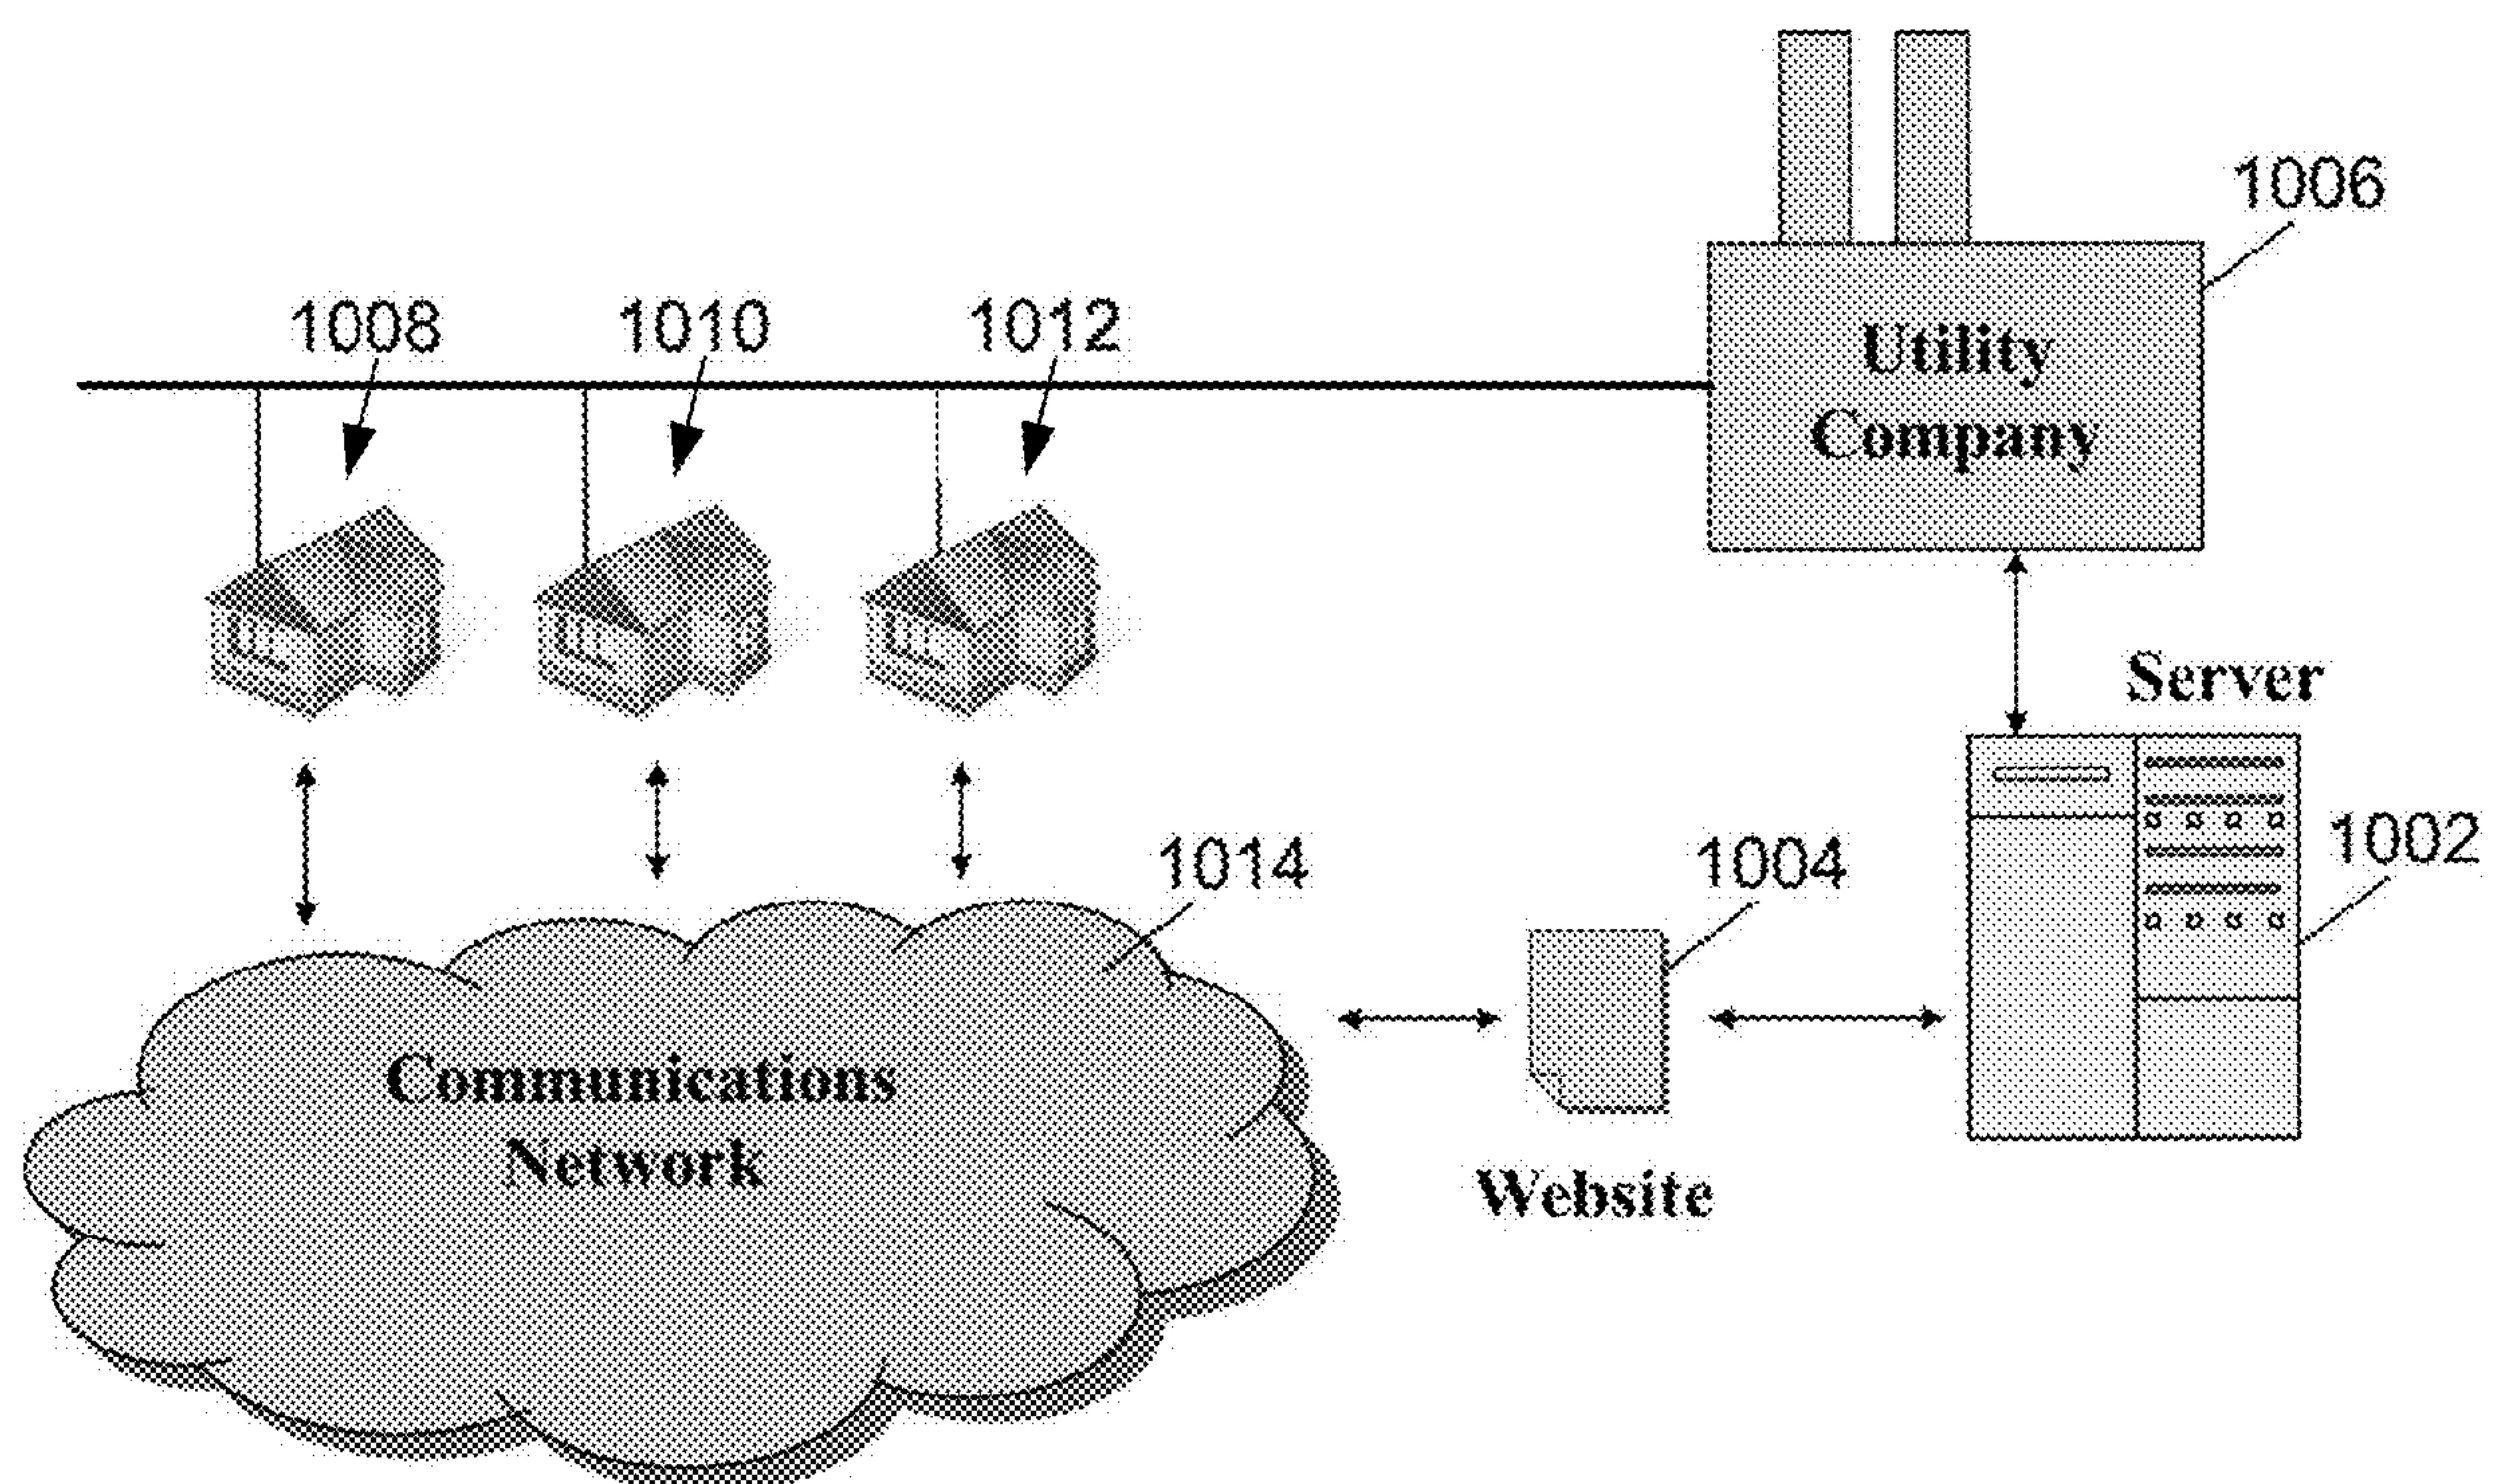 1006
1008
1010
1012
Utility
Company
Server
1002
1014
1004
Communications
Network
Website